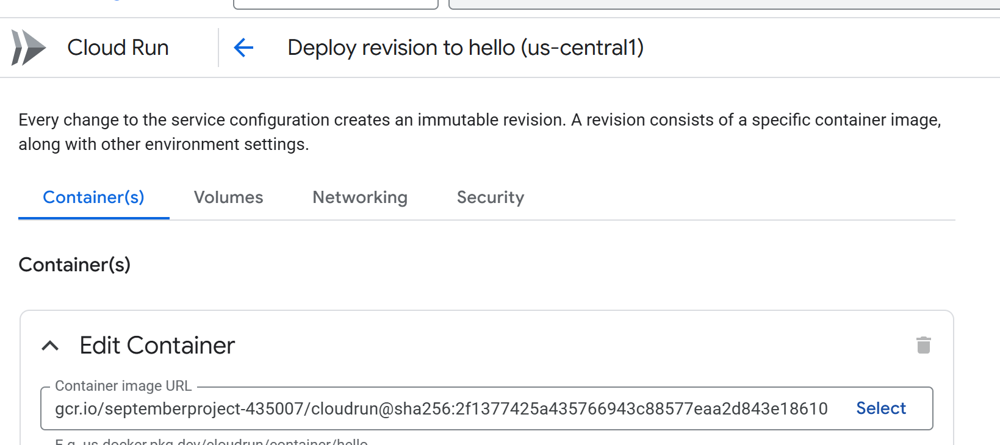 Cloud Run
Deploy revision to hello (us-central1)
Every change to the service configuration creates an immutable revision. A revision consists of a specific container image,
along with other environment settings.
Container(s) Volumes Networking Security
Container(s)
Edit Container
Container image URL
gcr.io/septemberproject-435007/cloudrun@sha256:2f1377425a435766943c88577eaa2d843e18610 Select
E.g. us-docker.pkg.dev/cloudrun/container/hello